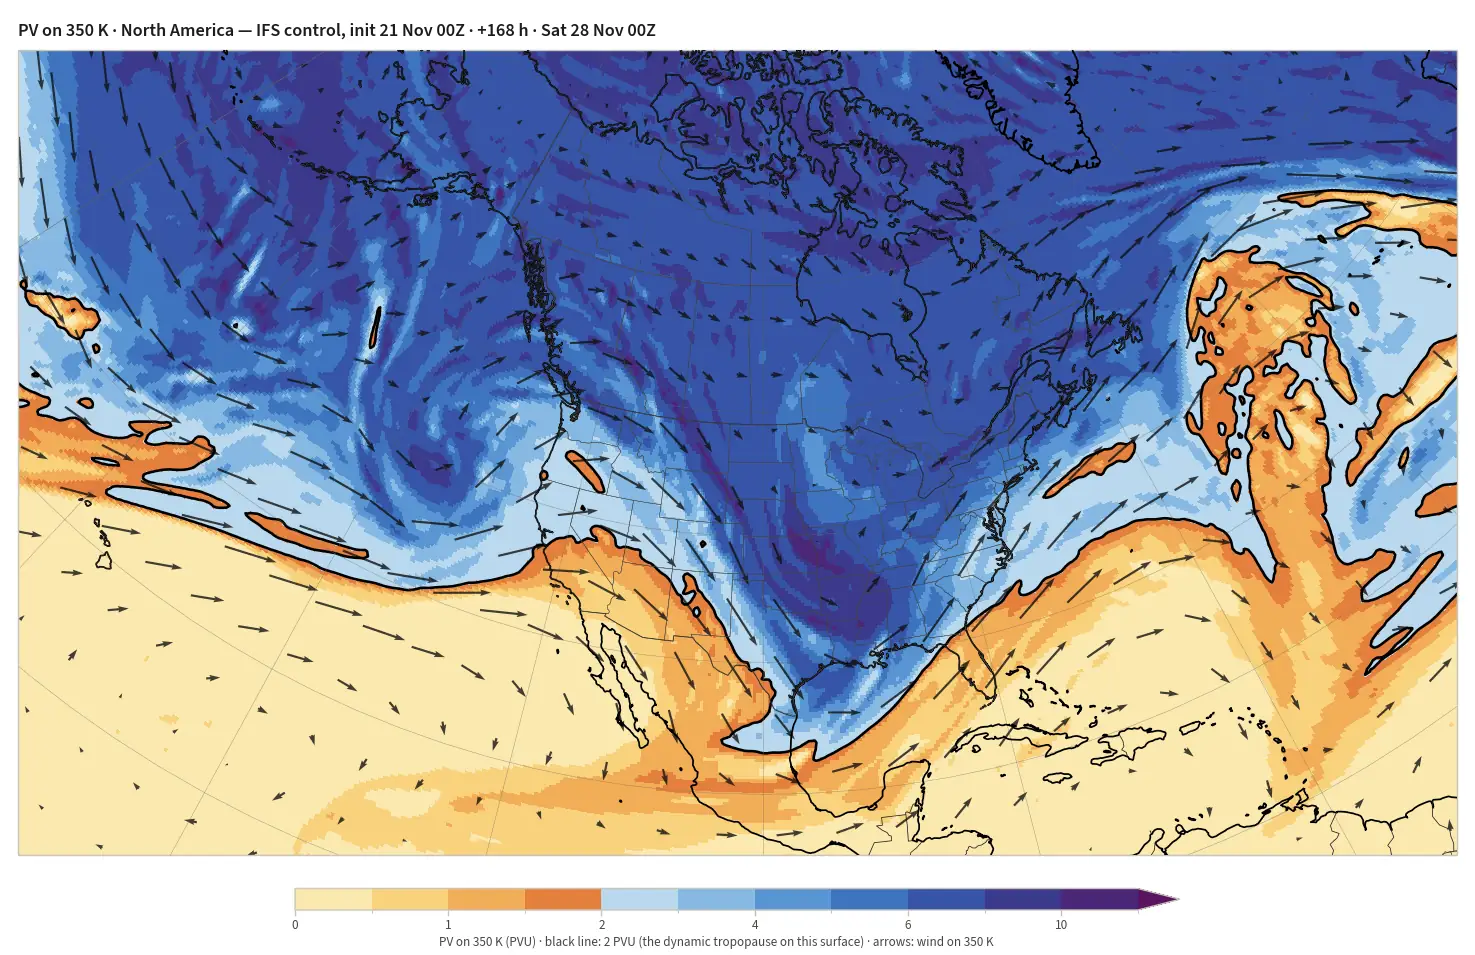 PV on 350 K · North America — IFS control, init 21 Nov 00Z · +168 h · Sat 28 Nov 00Z
0 1 2 4 6 10
PV on 350 K (PVU) · black line: 2 PVU (the dynamic tropopause on this surface) · arrows: wind on 350 K